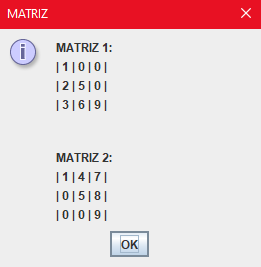 MATRIZ
MATRIZ 1:
| 1 | 0 | 0 |
| 2 | 5 | 0 |
| 3 | 6 | 9 |
MATRIZ 2:
| 1 | 4 | 7 |
| 0 | 5 | 8 |
| 0 | 0 | 9 |
OK